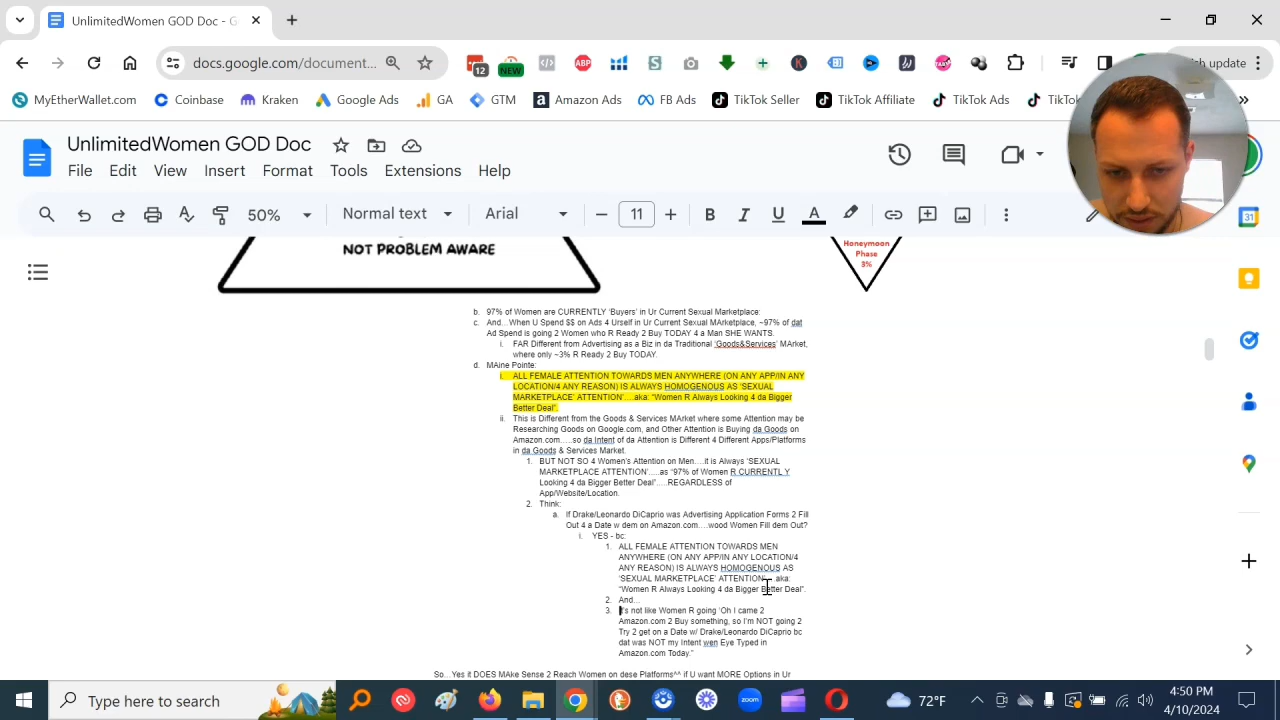 UnlimitedWomen GOD Doc - G
docs.google.com/document...
12
NEW
ABP
ch update
MyEtherWallet.com
Coinbase
Kraken
Google Ads
GA
GTM
Amazon Ads
FB Ads
TikTok Seller
TikTok Affiliate
TikTok Ads
TikTok
UnlimitedWomen GOD Doc
File Edit View Insert Format Tools Extensions Help
50% Normal text Arial 11 B I U A
31
NOT PROBLEM AWARE
Honeymoon
Phase
3%
b. 97% of Women are CURRENTLY 'Buyers' in Ur Current Sexual Marketplace:
c. And...When U Spend $$ on Ads 4 Urself in Ur Current Sexual MArketplace, ~97% of dat
Ad Spend is going 2 Women who R Ready 2 Buy TODAY 4 a Man SHE WANTS.
i. FAR Different from Advertising as a Biz in da Traditional 'Goods&Services' MArket,
where only ~3% R Ready 2 Buy TODAY.
d. MAine Pointe:
i. ALL FEMALE ATTENTION TOWARDS MEN ANYWHERE (ON ANY APP/IN ANY
LOCATION/4 ANY REASON) IS ALWAYS HOMOGENOUS AS 'SEXUAL
MARKETPLACE' ATTENTION'....aka: "Women R Always Looking 4 da Bigger
Better Deal".
ii. This is Different from the Goods & Services MArket where some Attention may be
Researching Goods on Google.com, and Other Attention is Buying da Goods on
Amazon.com.....so da Intent of da Attention is Different 4 Different Apps/Platforms
in da Goods & Services Market.
1. BUT NOT SO 4 Women's Attention on Men....it is Always 'SEXUAL
MARKETPLACE ATTENTION'.....as "97% of Women R CURRENTL Y
Looking 4 da Bigger Better Deal".....REGARDLESS of
App/Website/Location.
2. Think:
a. If Drake/Leonardo DiCaprio was Advertising Application Forms 2 Fill
Out 4 a Date w dem on Amazon.com....wood Women Fill dem Out?
i. YES - bc:
1. ALL FEMALE ATTENTION TOWARDS MEN
ANYWHERE (ON ANY APP/IN ANY LOCATION/4
ANY REASON) IS ALWAYS HOMOGENOUS AS
'SEXUAL MARKETPLACE' ATTENTION'....aka:
"Women R Always Looking 4 da Bigger Better Deal".
2. And...
3. It's not like Women R going 'Oh I came 2
Amazon.com 2 Buy something, so I'm NOT going 2
Try 2 get on a Date w/ Drake/Leonardo DiCaprio bc
dat was NOT my Intent wen Eye Typed in
Amazon.com Today."
So...Yes it DOES MAke Sense 2 Reach Women on dese Platforms^^ if U want MORE Options in Ur
Type here to search
zoom
72°F
4:50 PM
4/10/2024